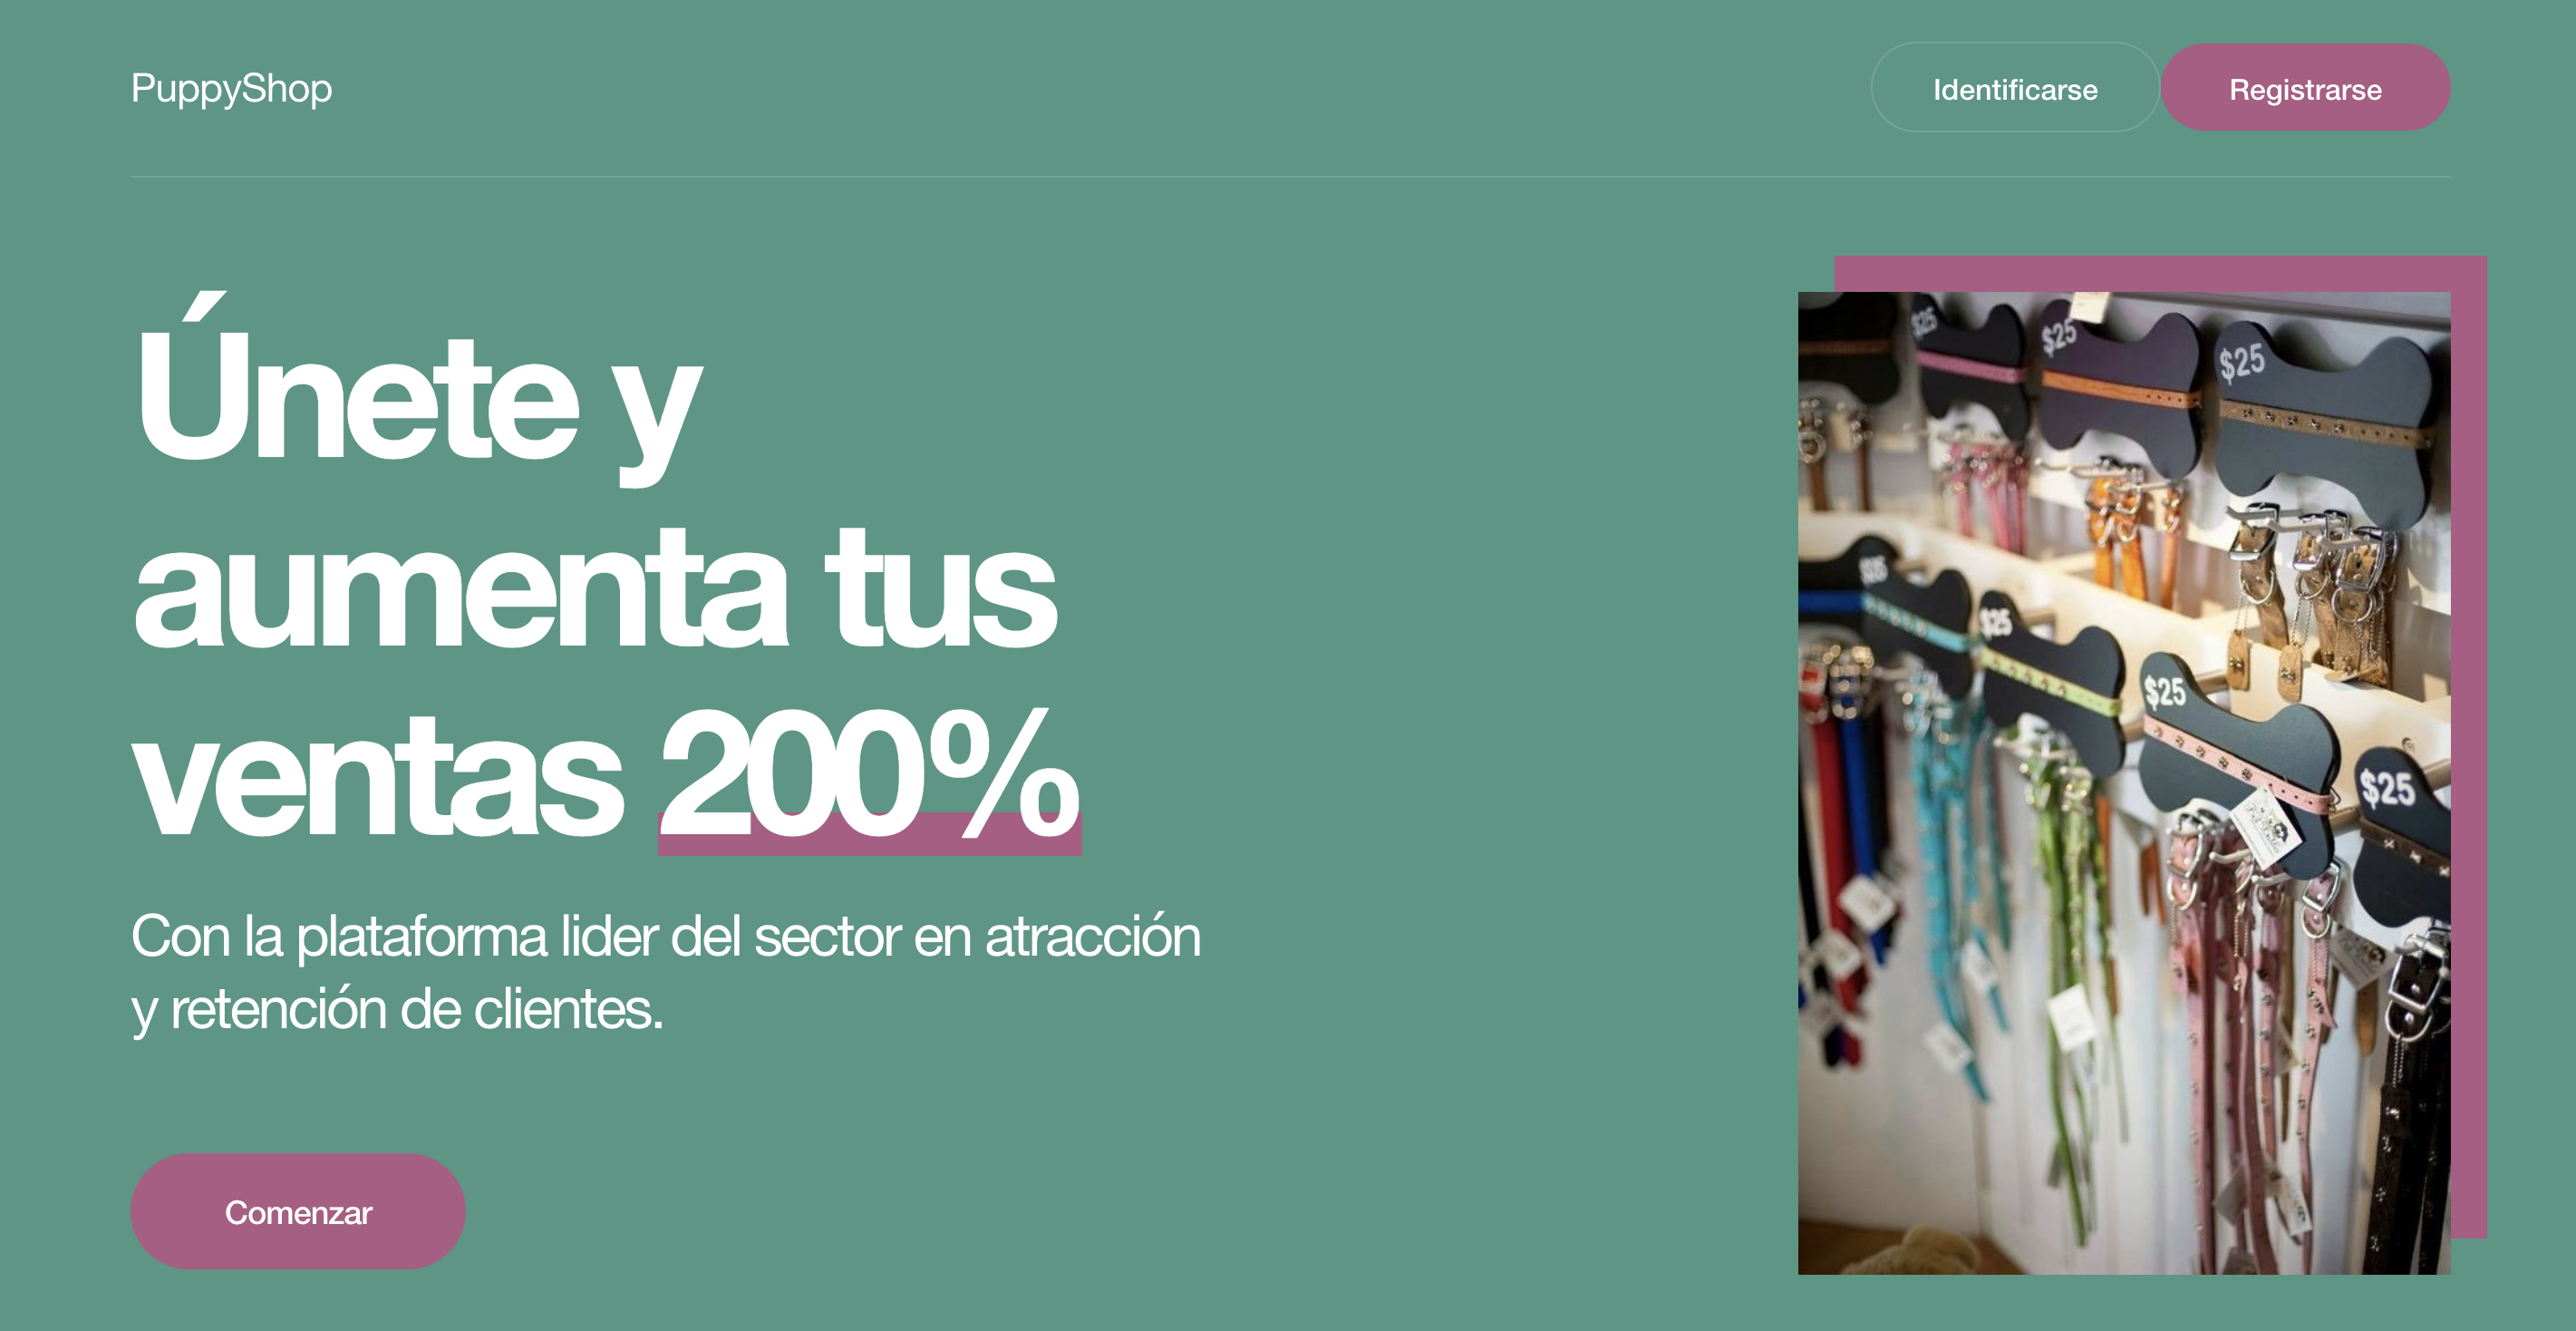 PuppyShop
Identificarse
Registrarse
Únete y
aumenta tus
ventas 200%
Con la plataforma lider del sector en atracción
y retención de clientes.
Comenzar
$25
$25
$25
$25
$25
$25